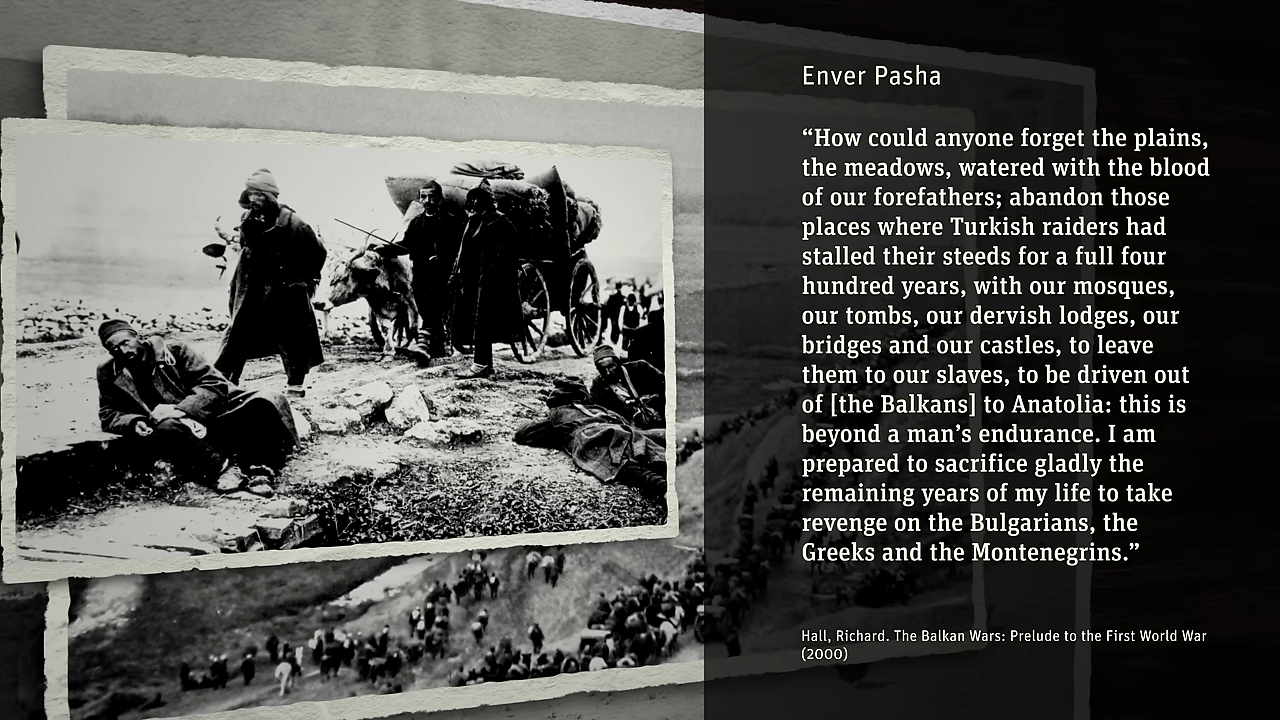 Enver Pasha
“How could anyone forget the plains,
the meadows, watered with the blood
of our forefathers; abandon those
places where Turkish raiders had
stalled their steeds for a full four
hundred years, with our mosques,
our tombs, our dervish lodges, our
bridges and our castles, to leave
them to our slaves, to be driven out
of [the Balkans] to Anatolia: this is
beyond a man’s endurance. I am
prepared to sacrifice gladly the
remaining years of my life to take
revenge on the Bulgarians, the
Greeks and the Montenegrins.”
Hall, Richard. The Balkan Wars: Prelude to the First World War
(2000)